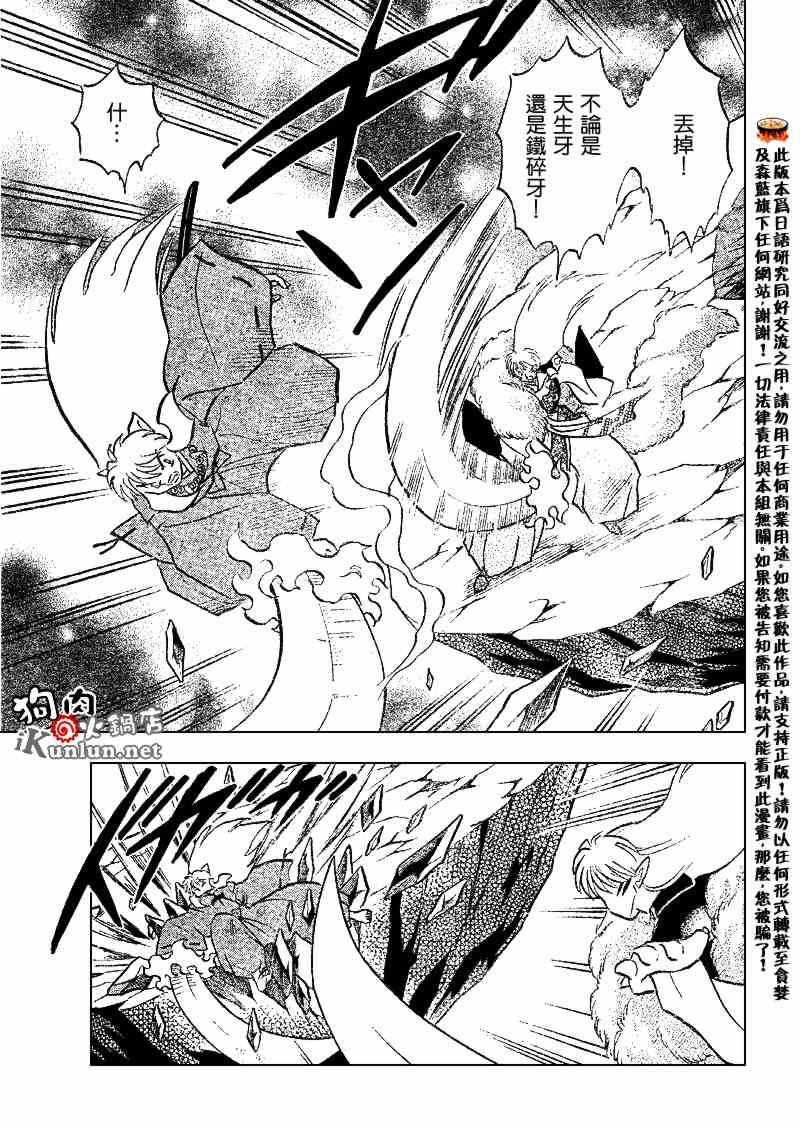 丟掉！
不論是
天生牙
還是鐵碎牙！
什…
ガッ
ドドドド
狗肉
火鍋店
iKunlun.net
此版本爲日語研究同好交流之用，請勿用于任何商業用途。如您喜歡此作品，請支持正版！請勿以任何形式轉載至貪婪
及森藍旗下任何網站；謝謝！一切法律責任與本組無關。如果您被告知需要付款才能看到此漫畫，那麼，您被騙了！